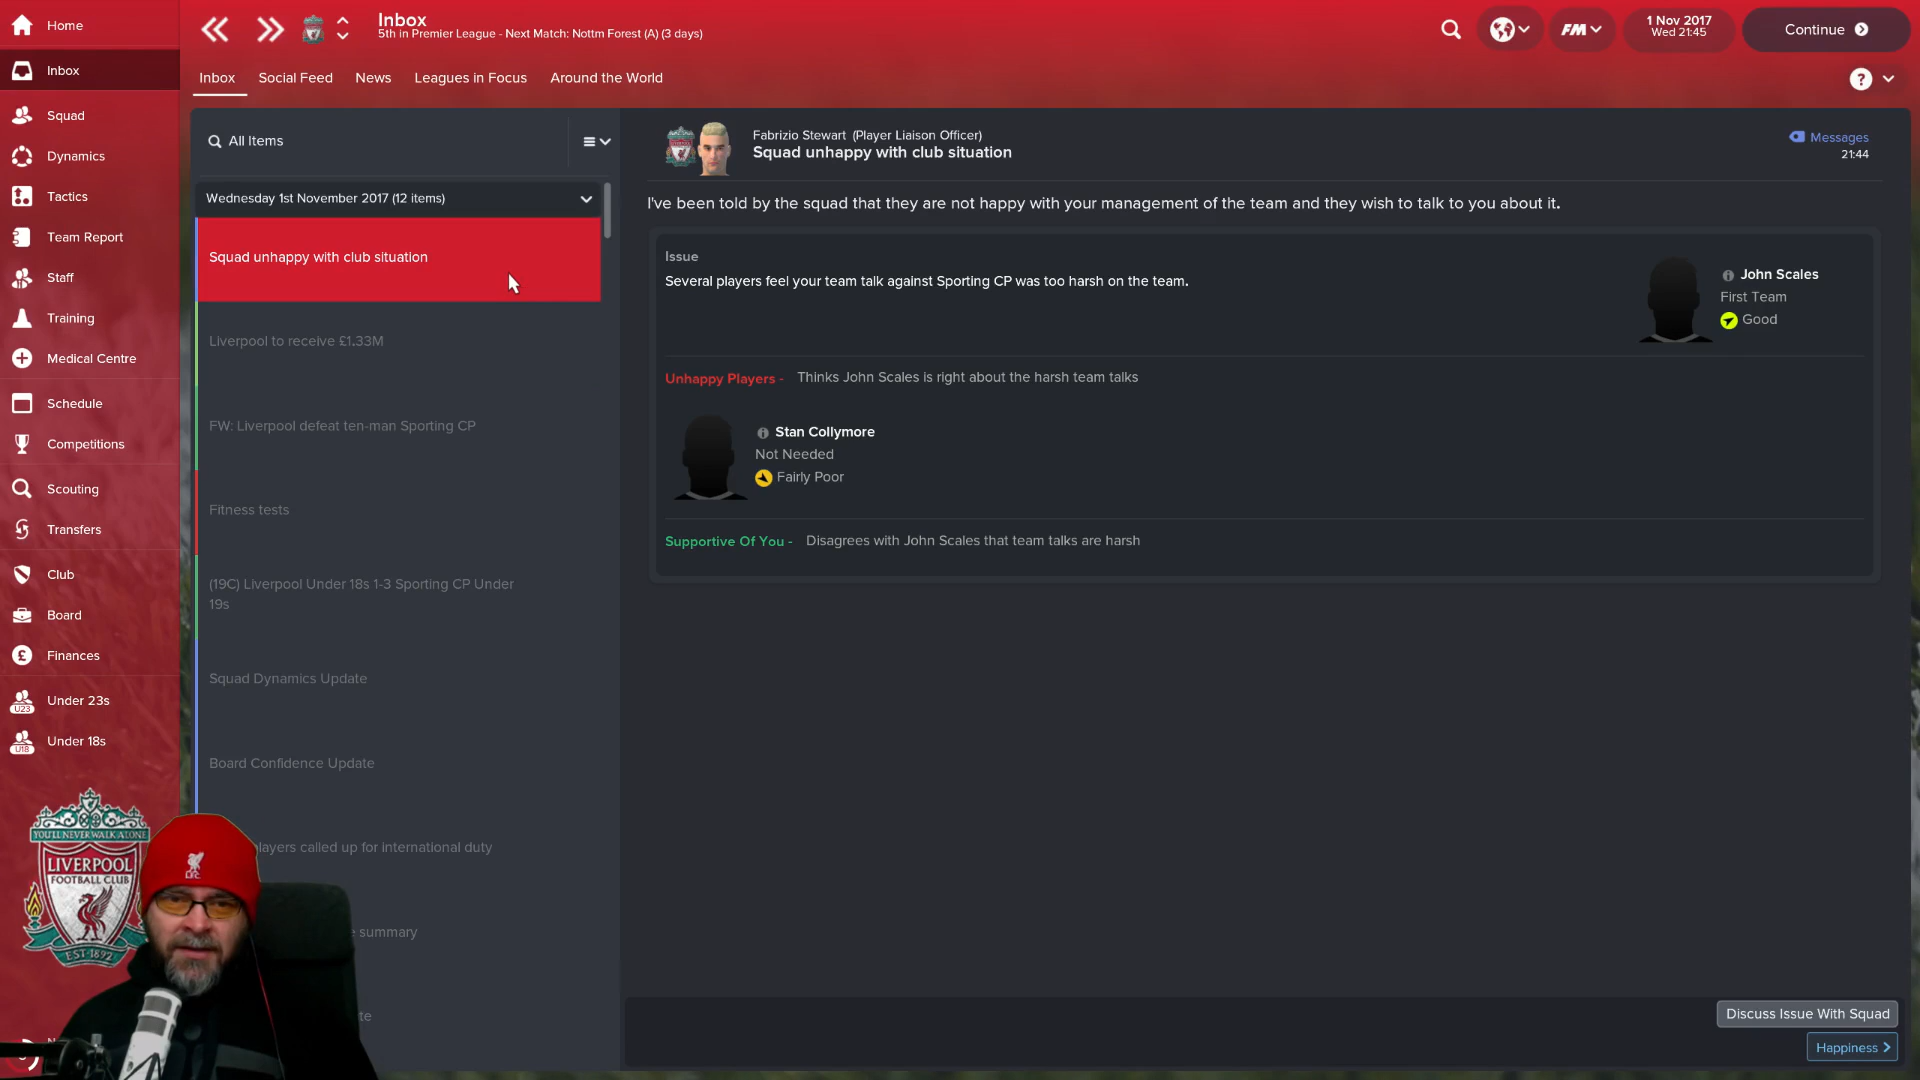 Home
Inbox
Squad
Dynamics
Tactics
Team Report
Staff
Training
Medical Centre
Schedule
Competitions
Scouting
Transfers
Club
Board
Finances
U23
Under 23s
U18
Under 18s
YOU'LL NEVER WALK ALONE
LIVERPOOL
FOOTBALL CLUB
EST·1892
L.F.C.
Inbox
5th in Premier League - Next Match: Nottm Forest (A) (3 days)
FM
1 Nov 2017
Wed 21:45
Continue
Inbox
Social Feed
News
Leagues in Focus
Around the World
?
All Items
Wednesday 1st November 2017 (12 items)
Squad unhappy with club situation
Liverpool to receive £1.33M
FW: Liverpool defeat ten-man Sporting CP
Fitness tests
(19C) Liverpool Under 18s 1-3 Sporting CP Under
19s
Squad Dynamics Update
Board Confidence Update
layers called up for international duty
summary
te
Fabrizio Stewart (Player Liaison Officer)
Squad unhappy with club situation
Messages
21:44
I've been told by the squad that they are not happy with your management of the team and they wish to talk to you about it.
Issue
Several players feel your team talk against Sporting CP was too harsh on the team.
John Scales
First Team
Good
Unhappy Players - Thinks John Scales is right about the harsh team talks
Stan Collymore
Not Needed
Fairly Poor
Supportive Of You - Disagrees with John Scales that team talks are harsh
Discuss Issue With Squad
Happiness